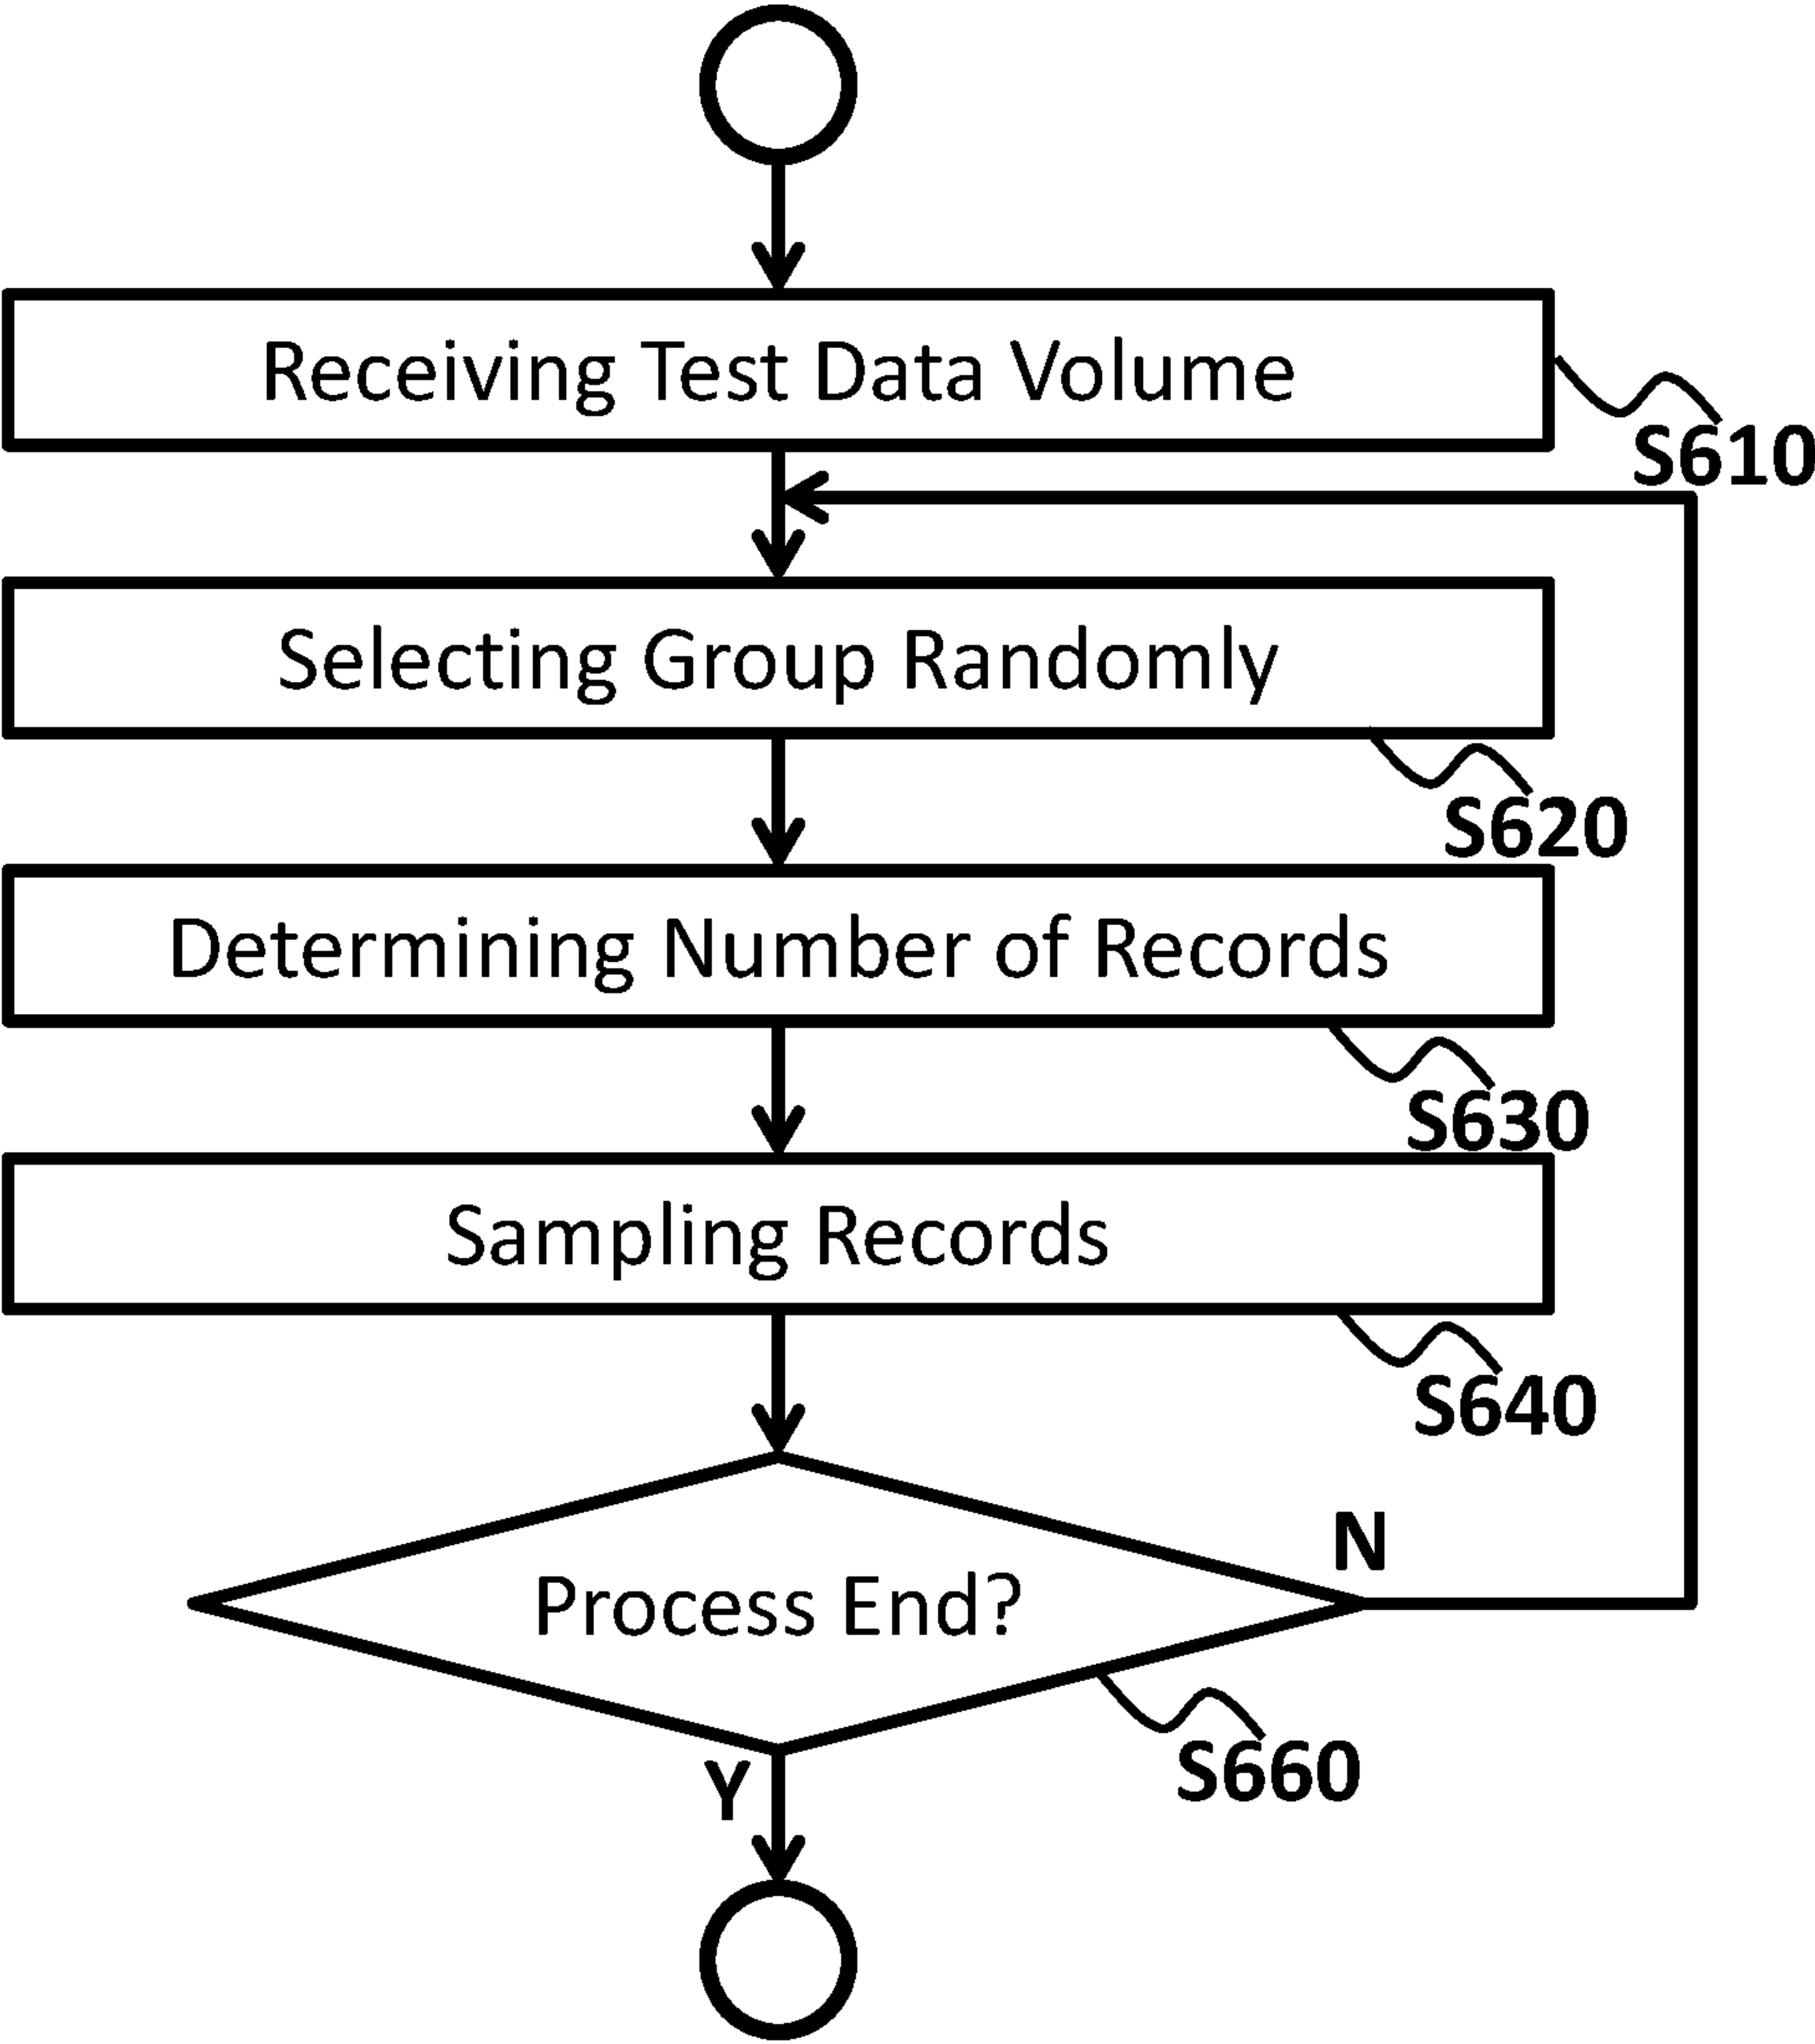 Receiving Test Data Volume
S610
Selecting Group Randomly
S620
Determining Number of Records
S630
Sampling Records
S640
N
Process End?
S660
Y